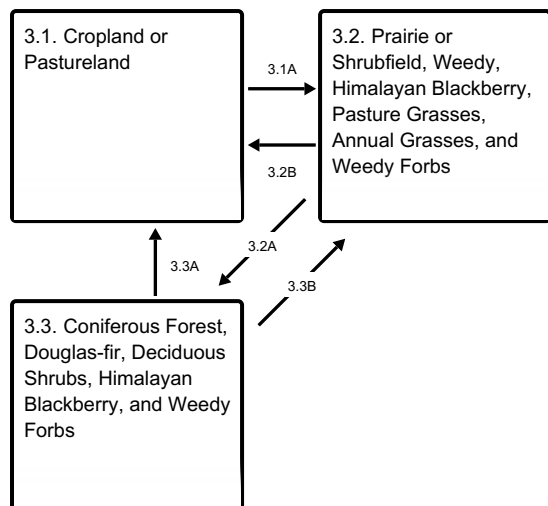 3.1. Cropland or
Pastureland
3.1A
3.2. Prairie or
Shrubfield, Weedy,
Himalayan Blackberry,
Pasture Grasses,
Annual Grasses, and
Weedy Forbs
3.2B
3.2A
3.3A
3.3B
3.3. Coniferous Forest,
Douglas-fir, Deciduous
Shrubs, Himalayan
Blackberry, and Weedy
Forbs